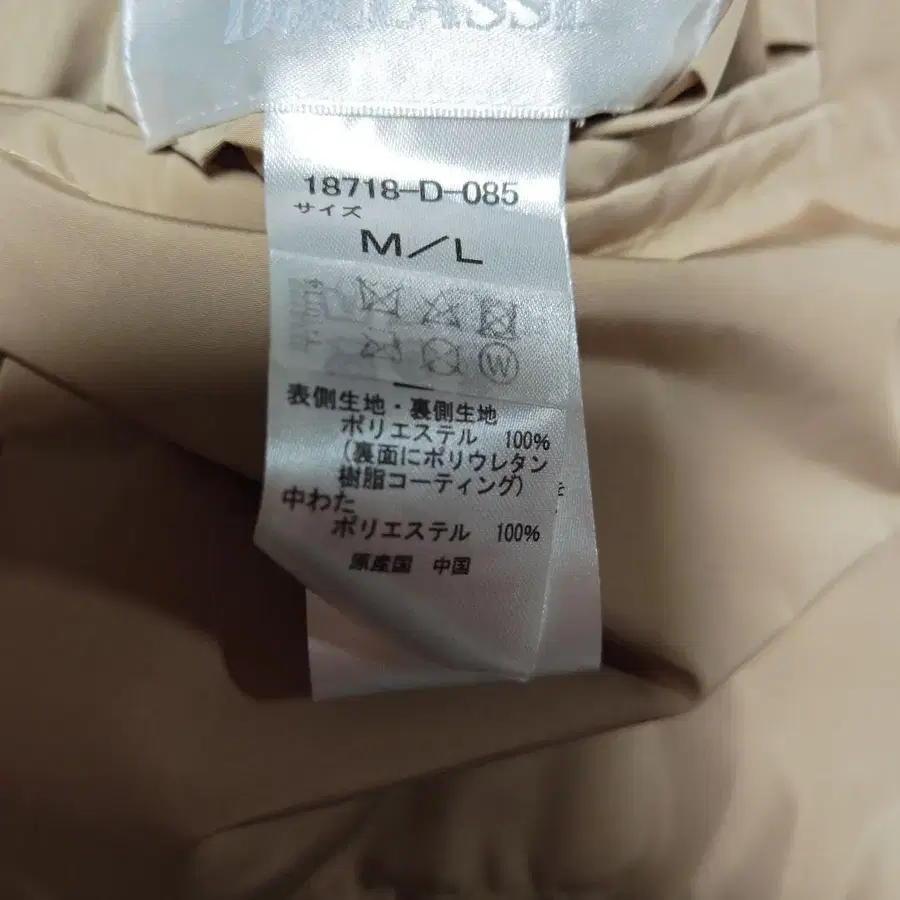 18718-D-085
サイズ
M/L
W
表側生地・裏側生地
ポリエステル 100%
(裏面にポリウレタン
樹脂コーティング)
中わた
ポリエステル 100%
原産国 中国